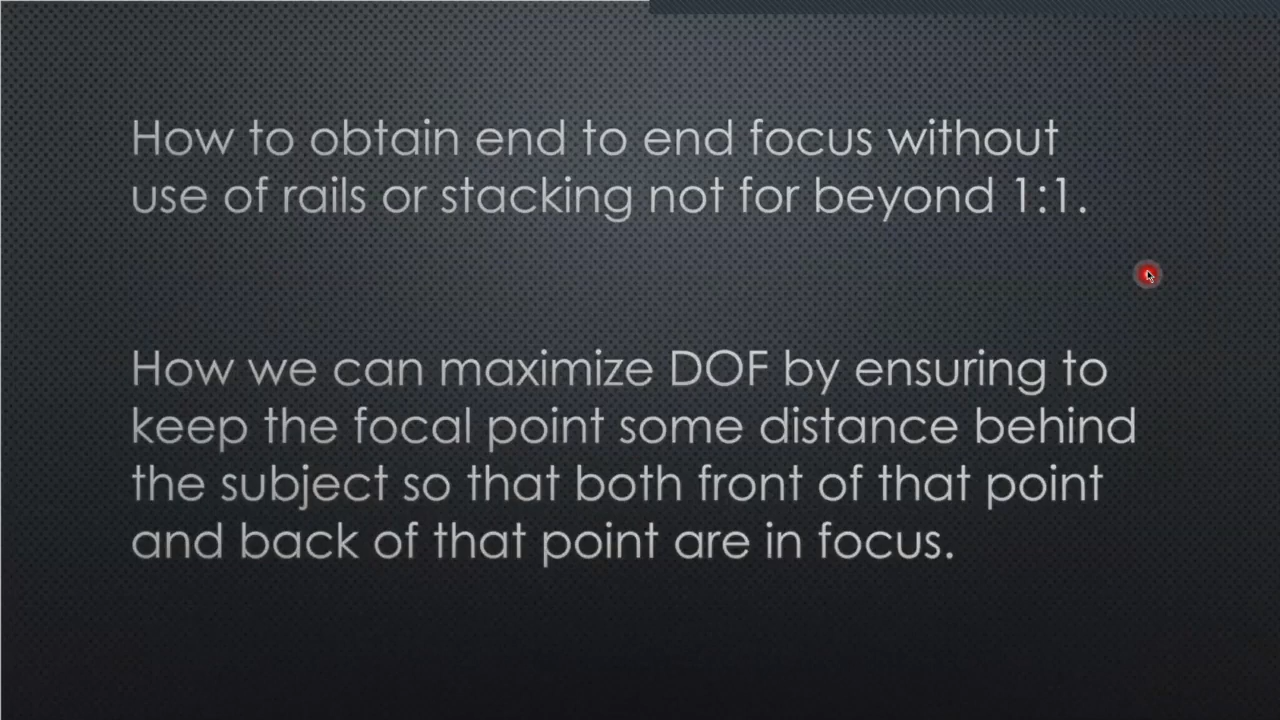 How to obtain end to end focus without
use of rails or stacking not for beyond 1:1.
How we can maximize DOF by ensuring to
keep the focal point some distance behind
the subject so that both front of that point
and back of that point are in focus.